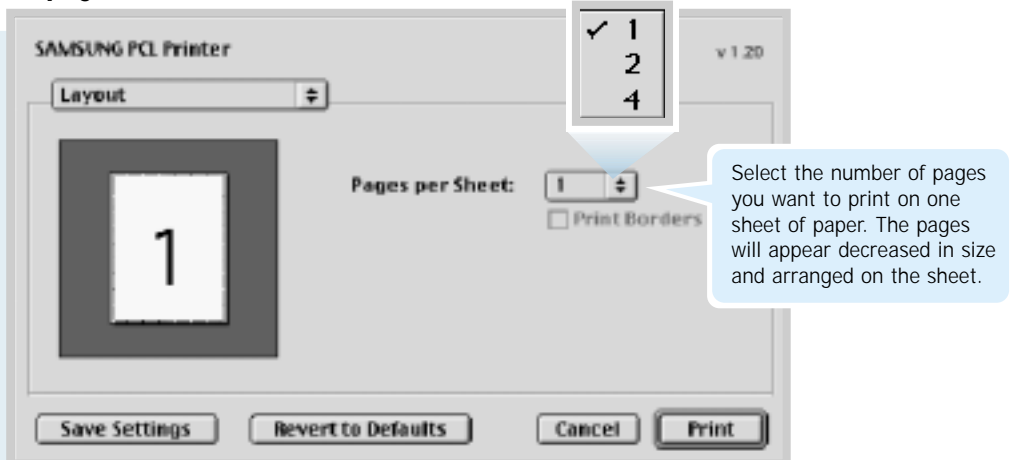 ✓ 1
2
4
SAMSUNG PCL Printer
v 1.20
Layout
1
Pages per Sheet:
1
Print Borders
Select the number of pages
you want to print on one
sheet of paper. The pages
will appear decreased in size
and arranged on the sheet.
Save Settings
Revert to Defaults
Cancel
Print